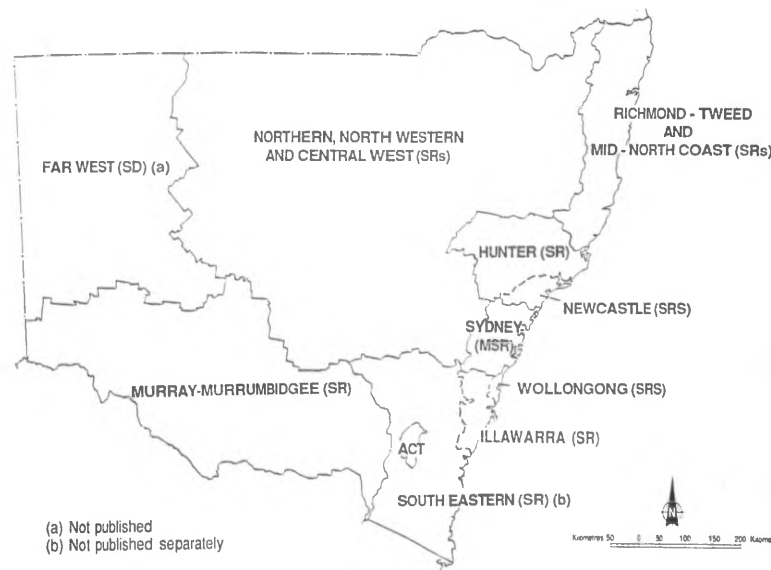 RICHMOND - TWEED
AND
MID - NORTH COAST (SRs)
NORTHERN, NORTH WESTERN
AND CENTRAL WEST (SRs)
FAR WEST (SD) (a)
HUNTER (SR)
NEWCASTLE (SRS)
SYDNEY
(MSR)
MURRAY-MURRUMBIDGEE (SR)
WOLLONGONG (SRS)
ILLAWARRA (SR)
ACT
SOUTH EASTERN (SR) (b)
(a) Not published
(b) Not published separately
N
Kilometres 50 0 50 100 150 200 Kilome